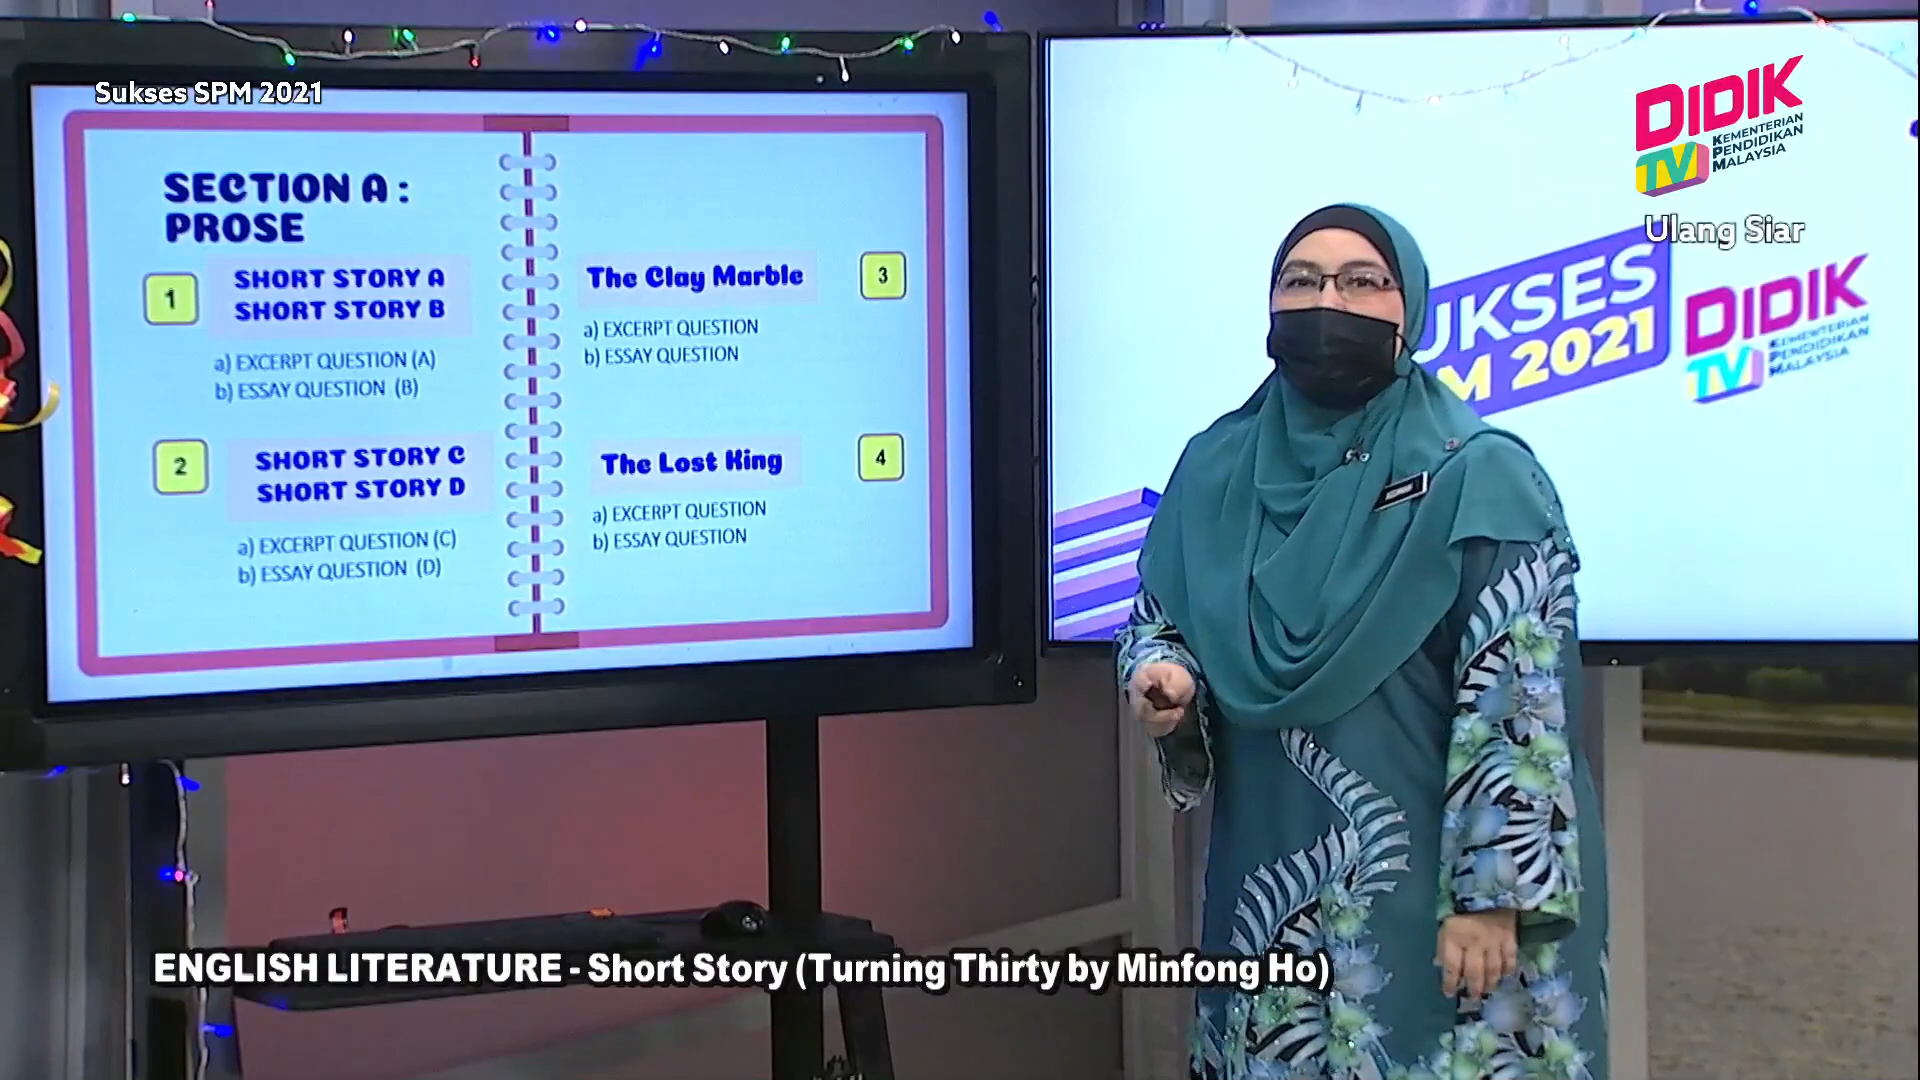 Sukses SPM 2021
SECTION A :
PROSE
1
SHORT STORY A
SHORT STORY B
a) EXCERPT QUESTION (A)
b) ESSAY QUESTION (B)
2
SHORT STORY C
SHORT STORY D
a) EXCERPT QUESTION (C)
b) ESSAY QUESTION (D)
The Clay Marble
3
a) EXCERPT QUESTION
b) ESSAY QUESTION
The Lost King
4
a) EXCERPT QUESTION
b) ESSAY QUESTION
DIDIK
TV
KEMENTERIAN
PENDIDIKAN
MALAYSIA
Ulang Siar
UKSES
M 2021
DIDIK
TV
KEMENTERIAN
PENDIDIKAN
MALAYSIA
ENGLISH LITERATURE - Short Story (Turning Thirty by Minfong Ho)